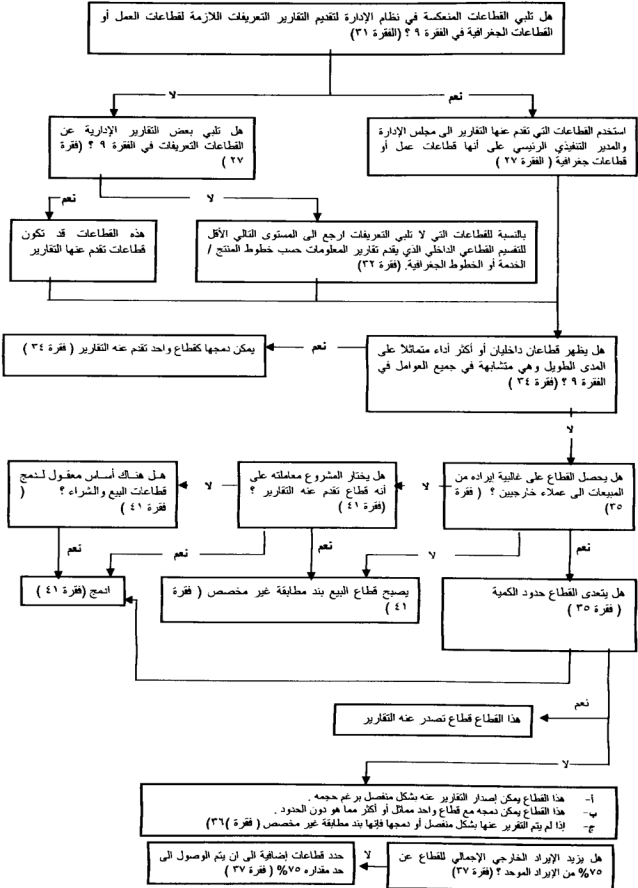 هل تلبي القطاعات المنعكسة في نظام الإدارة لتقديم التقارير التعريفات اللازمة لقطاعات العمل أو
القطاعات الجغرافية في الفقرة ٩ ؟ (الفقرة ٣١)
نعم
لا
استخدم القطاعات التي تقدم عنها التقارير الى مجلس الإدارة
والمدير التنفيذي الرئيسي على أنها قطاعات عمل أو
قطاعات جغرافية ( الفقرة ٢٧ )
هل تلبي بعض التقارير الإدارية عن
القطاعات التعريفات في الفقرة ٩ ؟ (فقرة
٢٧ )
لا
نعم
بالنسبة للقطاعات التي لا تلبي التعريفات ارجع الى المستوى التالي الأقل
للتقسيم القطاعي الداخلي الذي يقدم تقارير المعلومات حسب خطوط المنتج /
الخدمة أو الخطوط الجغرافية. (فقرة ٣٢)
هذه القطاعات قد تكون
قطاعات تقدم عنها التقارير
هل يظهر قطاعان داخليان أو أكثر أداء متماثلا على
المدى الطويل وهي متشابهة في جميع العوامل في
الفقرة ٩ ؟ (فقرة ٣٤ )
نعم
يمكن دمجها كقطاع واحد تقدم عنه التقارير ( فقرة ٣٤ )
لا
هل يحصل القطاع على غالبية إيراده من
المبيعات الى عملاء خارجيين ؟ ( فقرة
٣٥)
لا
هل يختار المشروع معاملته على
أنه قطاع تقدم عنه التقارير ؟
(فقرة ٤١ )
لا
هل هناك أساس معقول لدمج
قطاعات البيع والشراء ؟ (
فقرة ٤١ )
نعم
لا
نعم
نعم
نعم
هل يتعدى القطاع حدود الكمية
( فقرة ٣٥ )
يصبح قطاع البيع بند مطابقة غير مخصص ( فقرة
٤١ )
ادمج (فقرة ٤١ )
نعم
هذا القطاع قطاع تصدر عنه التقارير
لا
أ- هذا القطاع يمكن إصدار التقارير عنه بشكل منفصل برغم حجمه .
ب- هذا القطاع يمكن دمجه مع قطاع واحد مماثل أو أكثر مما هو دون الحدود .
ج- إذا لم يتم التقرير عنها بشكل منفصل أو دمجها فإنها بند مطابقة غير مخصص ( فقرة )٣٦)
هل يزيد الإيراد الخارجي الإجمالي للقطاع عن
٧٥% من الإيراد الموحد ؟ (فقرة ٣٧)
لا
حدد قطاعات إضافية الى ان يتم الوصول الى
حد مقداره ٧٥% ( فقرة ٣٧ )